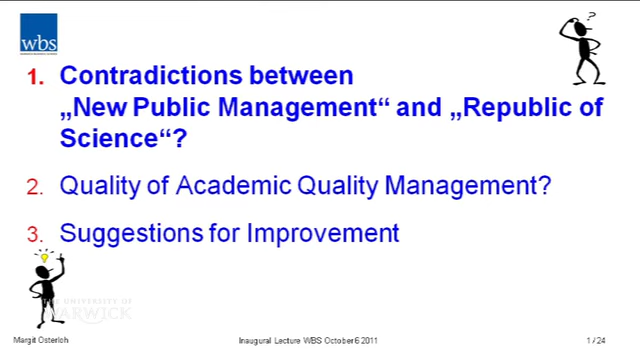 wbs
?
1. Contradictions between
„New Public Management“ and „Republic of
Science“?
2. Quality of Academic Quality Management?
3. Suggestions for Improvement
THE UNIVERSITY OF
WARWICK
Margit Osterloh
Inaugural Lecture WBS October 6 2011
1 / 24